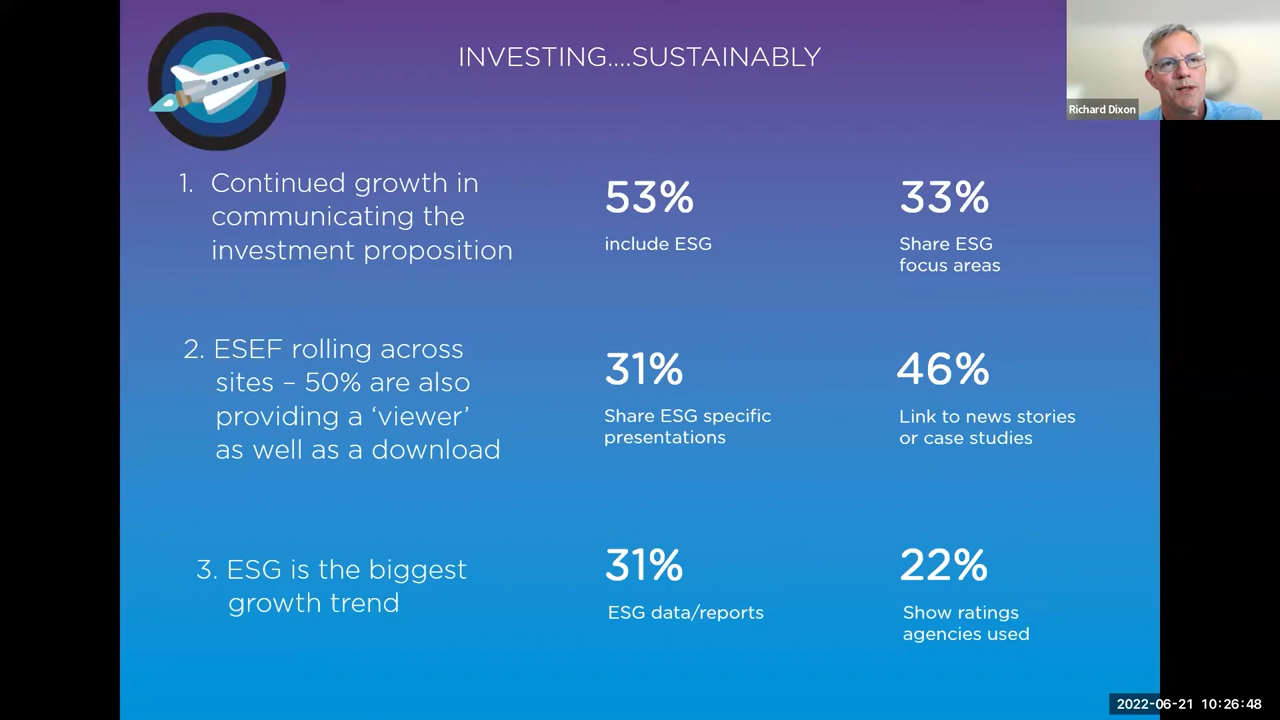 INVESTING....SUSTAINABLY
Richard Dixon
1. Continued growth in
communicating the
investment proposition
53%
include ESG
33%
Share ESG
focus areas
2. ESEF rolling across
sites – 50% are also
providing a ‘viewer’
as well as a download
31%
Share ESG specific
presentations
46%
Link to news stories
or case studies
3. ESG is the biggest
growth trend
31%
ESG data/reports
22%
Show ratings
agencies used
2022-06-21 10:26:48